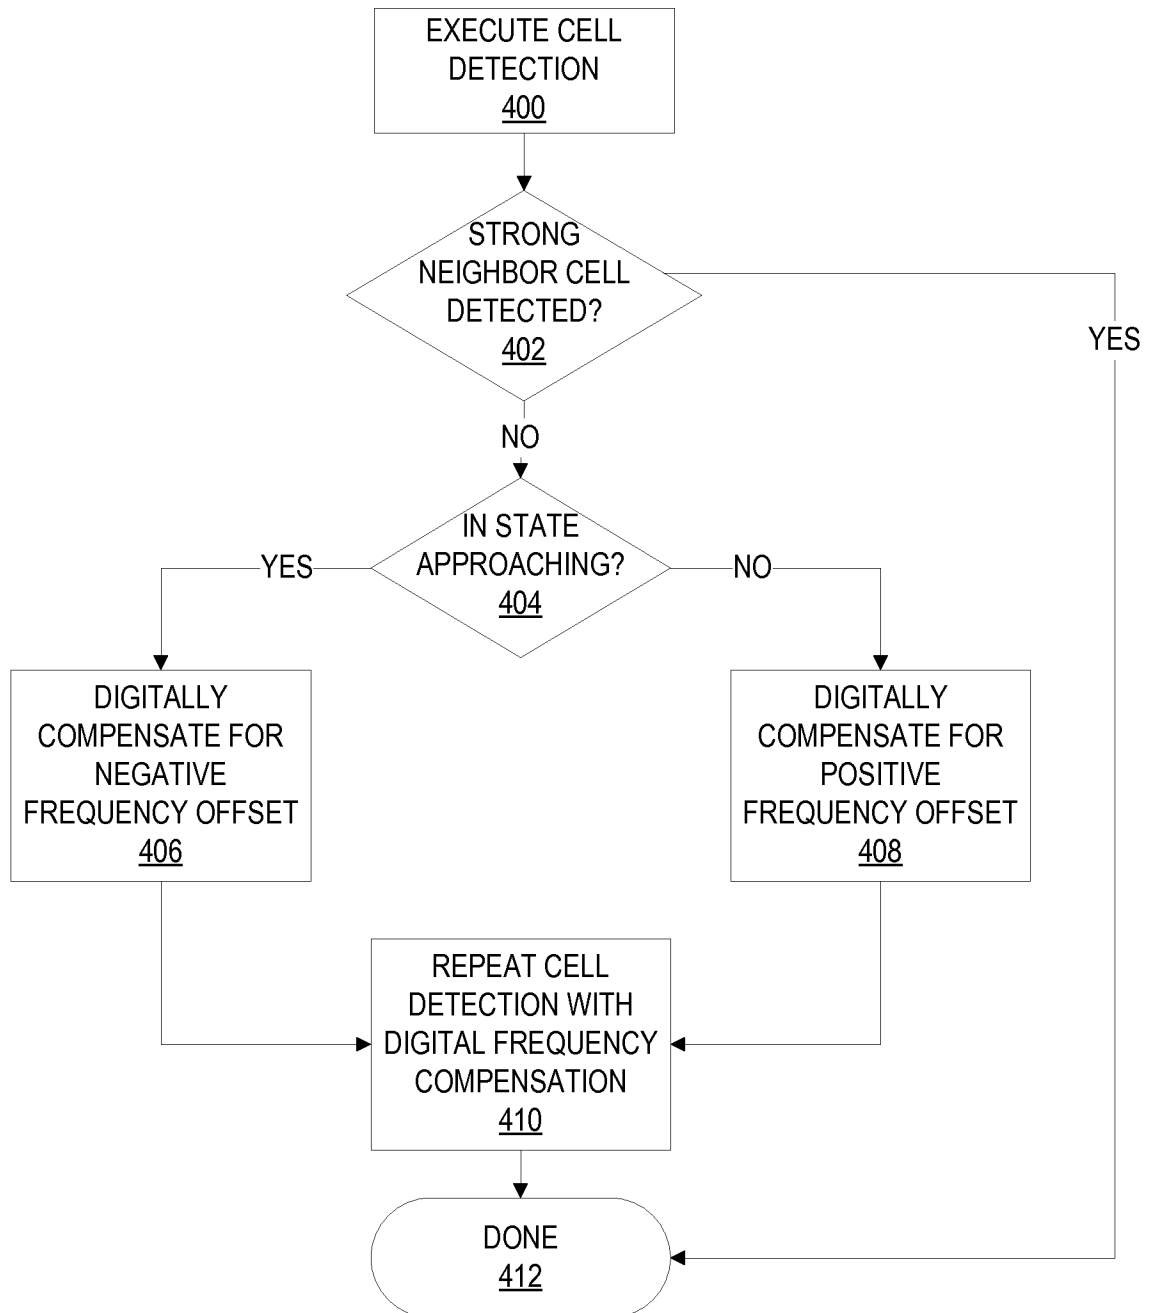 EXECUTE CELL
DETECTION
400
STRONG
NEIGHBOR CELL
DETECTED?
402
YES
NO
IN STATE
APPROACHING?
404
YES
NO
DIGITALLY
COMPENSATE FOR
NEGATIVE
FREQUENCY OFFSET
406
DIGITALLY
COMPENSATE FOR
POSITIVE
FREQUENCY OFFSET
408
REPEAT CELL
DETECTION WITH
DIGITAL FREQUENCY
COMPENSATION
410
DONE
412